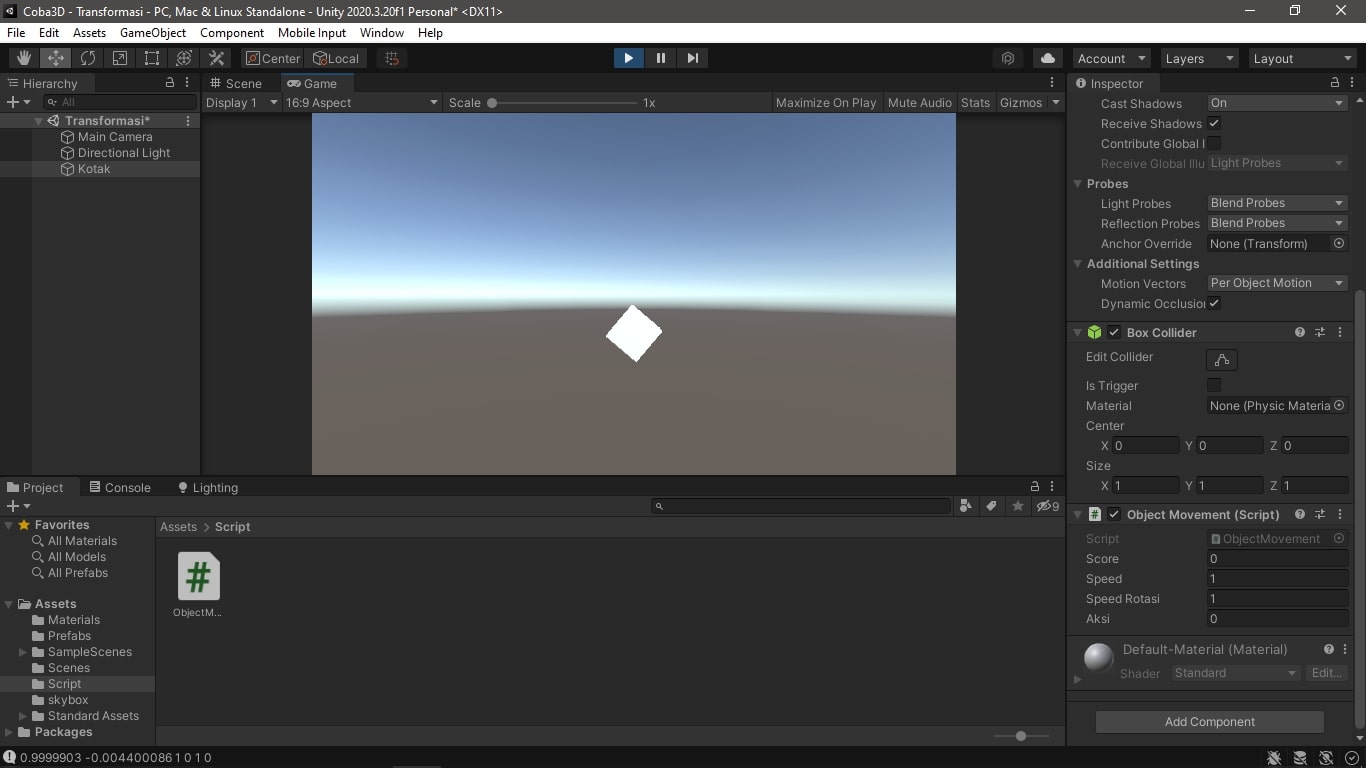 Coba3D - Transformasi - PC, Mac & Linux Standalone - Unity 2020.3.20f1 Personal* <DX11>
File Edit Assets GameObject Component Mobile Input Window Help
Center Local Account Layers Layout
Hierarchy
All
Transformasi*
Main Camera
Directional Light
Kotak
Scene Game
Display 1 16:9 Aspect Scale 1x Maximize On Play Mute Audio Stats Gizmos
Inspector
Cast Shadows On
Receive Shadows
Contribute Global I
Receive Global Illu Light Probes
Probes
Light Probes Blend Probes
Reflection Probes Blend Probes
Anchor Override None (Transform)
Additional Settings
Motion Vectors Per Object Motion
Dynamic Occlusio
Box Collider
Edit Collider
Is Trigger
Material None (Physic Materia
Center
X 0 Y 0 Z 0
Size
X 1 Y 1 Z 1
# Object Movement (Script)
Script ObjectMovement
Score 0
Speed 1
Speed Rotasi 1
Aksi 0
Default-Material (Material)
Shader Standard Edit...
Add Component
Project Console Lighting
9
Favorites
All Materials
All Models
All Prefabs
Assets
Materials
Prefabs
SampleScenes
Scenes
Script
skybox
Standard Assets
Packages
Assets > Script
#
ObjectM...
0.9999903 -0.004400086 1 0 1 0